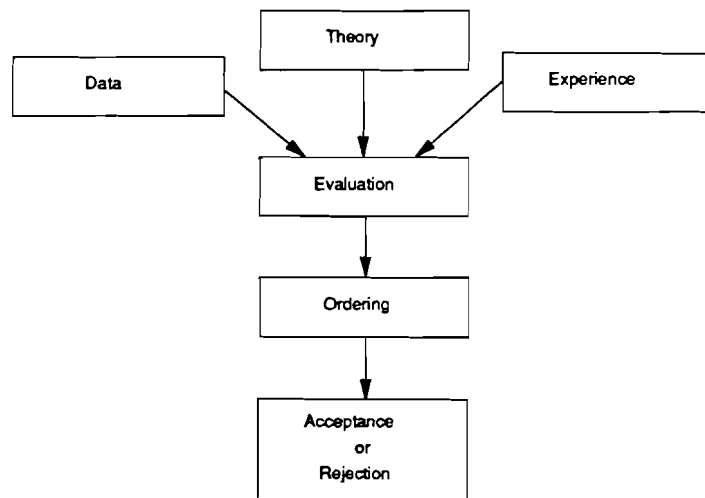 Theory
Data
Experience
Evaluation
Ordering
Acceptance
or
Rejection